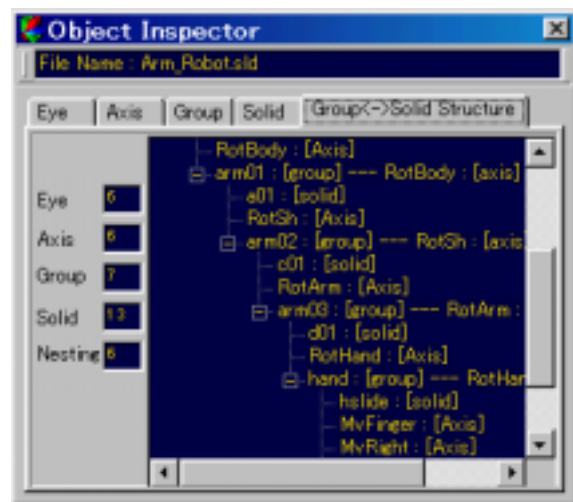 Object Inspector
File Name : Arm_Robot.sld
Eye Axis Group Solid Group<->Solid Structure
Eye 6
Axis 6
Group 7
Solid 13
Nesting 6
RotBody : [Axis]
arm01 : [group] --- RotBody : [axis]
a01 : [solid]
RotSh : [Axis]
arm02 : [group] --- RotSh : [axis
c01 : [solid]
RotArm : [Axis]
arm03 : [group] --- RotArm :
d01 : [solid]
RotHand : [Axis]
hand : [group] --- RotHar
hslide : [solid]
MvFinger : [Axis]
MvRight : [Axis]